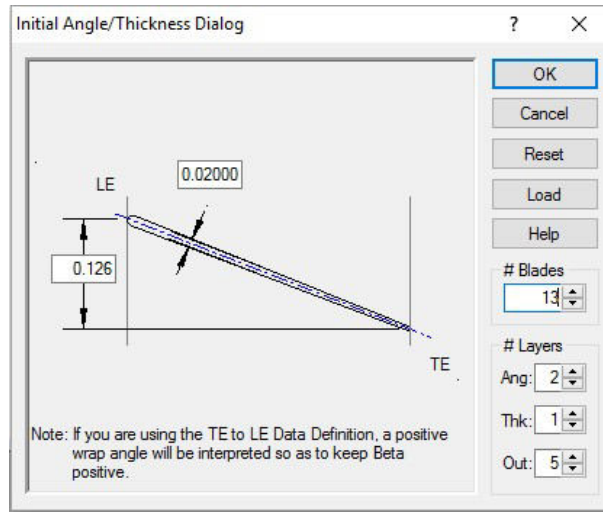 Initial Angle/Thickness Dialog ? ×
OK
Cancel
Reset
Load
Help
LE
0.02000
0.126
TE
# Blades
13
# Layers
Ang: 2
Thk: 1
Out: 5
Note: If you are using the TE to LE Data Definition, a positive
wrap angle will be interpreted so as to keep Beta
positive.